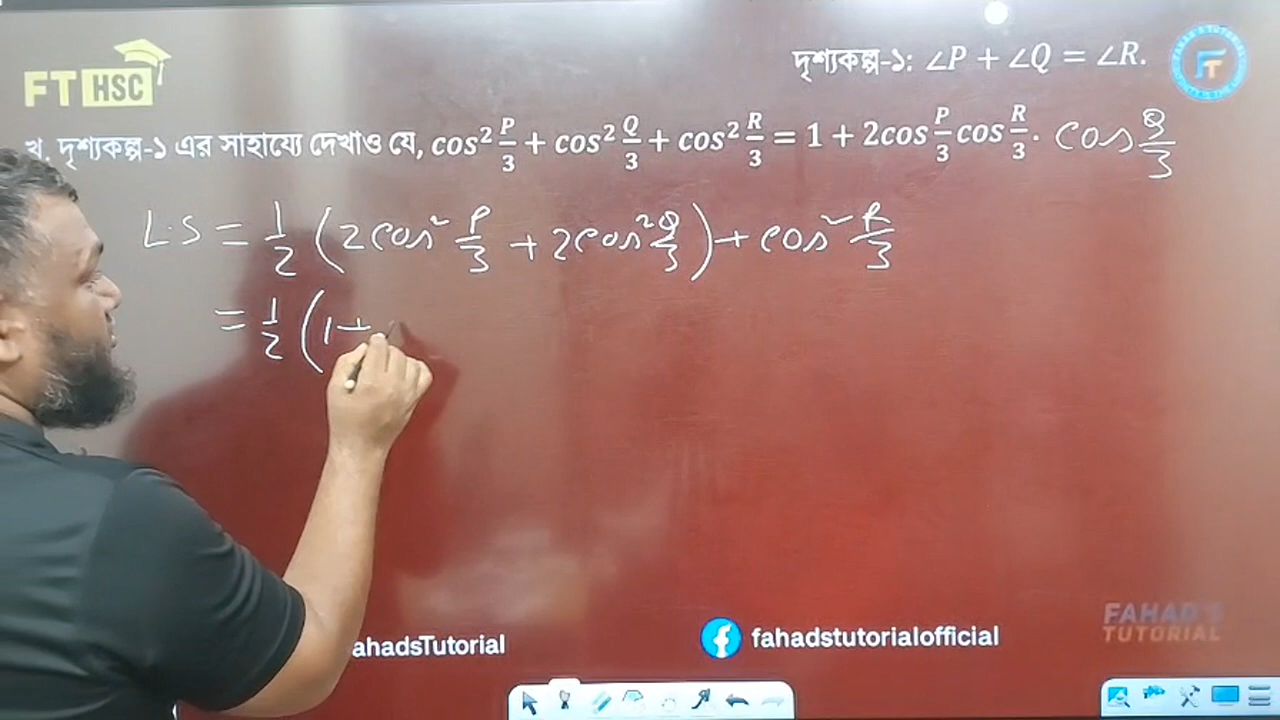 FT HSC
দৃশ্যকল্প-১: ∠P + ∠Q = ∠R.
খ. দৃশ্যকল্প-১ এর সাহায্যে দেখাও যে, cos² P/3 + cos² Q/3 + cos² R/3 = 1 + 2cos P/3 cos R/3. cos Q/3
L.S = 1/2 (2cos² P/3 + 2cos² Q/3) + cos² R/3
= 1/2 (1+
ahadsTutorial
fahadstutorialofficial
FAHAD'S
TUTORIAL